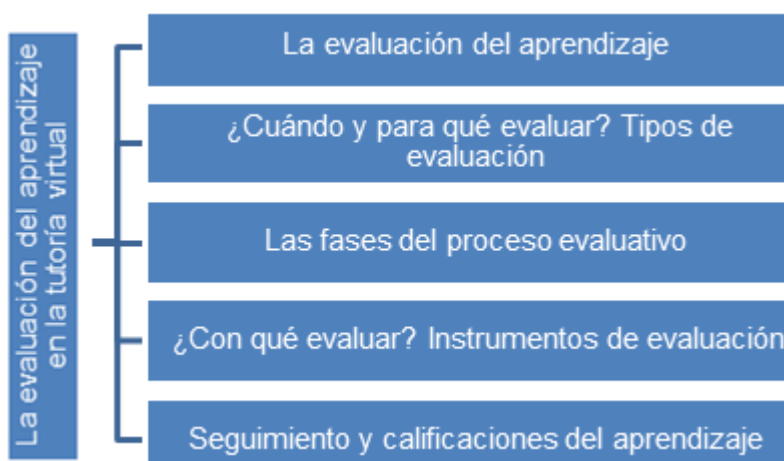 La evaluación del aprendizaje
en la tutoría virtual
La evaluación del aprendizaje
¿Cuándo y para qué evaluar? Tipos de
evaluación
Las fases del proceso evaluativo
¿Con qué evaluar? Instrumentos de evaluación
Seguimiento y calificaciones del aprendizaje